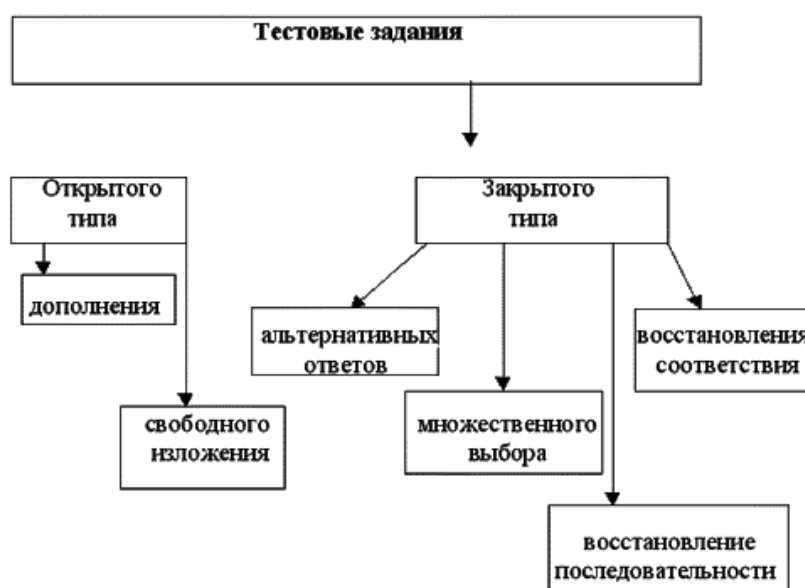 Тестовые задания
Открытого
типа
Закрытого
типа
дополнения
альтернативных
ответов
восстановления
соответствия
свободного
изложения
множественного
выбора
восстановление
последовательности